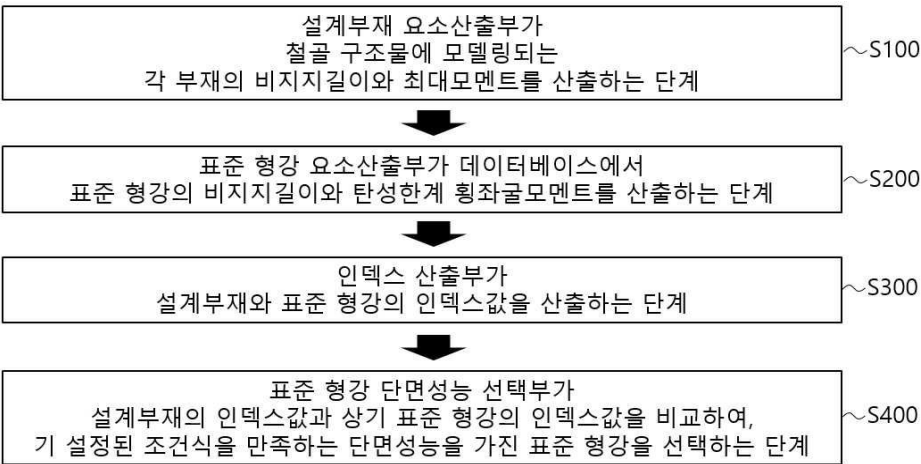 설계부재 요소산출부가
철골 구조물에 모델링되는
각 부재의 비지지길이와 최대모멘트를 산출하는 단계
S100
표준 형강 요소산출부가 데이터베이스에서
표준 형강의 비지지길이와 탄성한계 횡좌굴모멘트를 산출하는 단계
S200
인덱스 산출부가
설계부재와 표준 형강의 인덱스값을 산출하는 단계
S300
표준 형강 단면성능 선택부가
설계부재의 인덱스값과 상기 표준 형강의 인덱스값을 비교하여,
기 설정된 조건식을 만족하는 단면성능을 가진 표준 형강을 선택하는 단계
S400